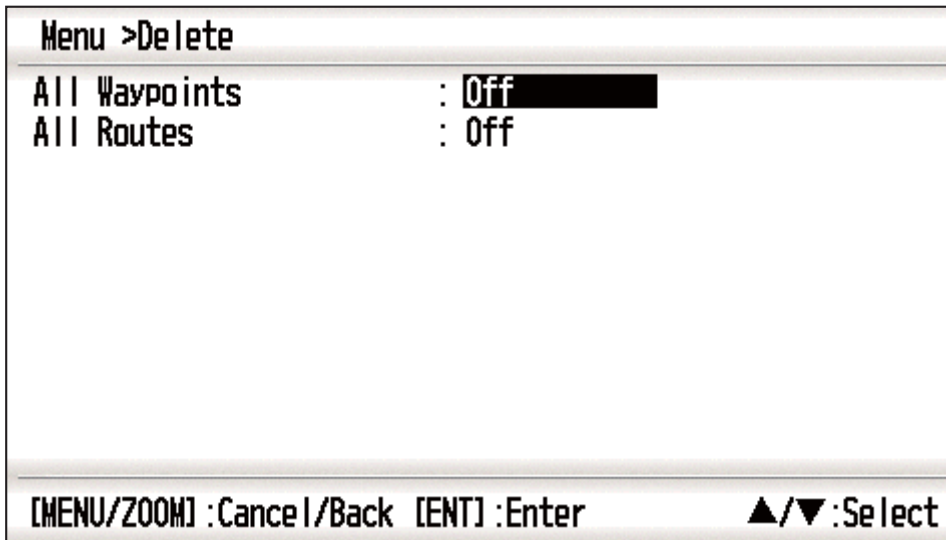 Menu >Delete
All Waypoints : Off
All Routes : Off
[MENU/ZOOM]:Cancel/Back [ENT]:Enter ▲/▼:Select